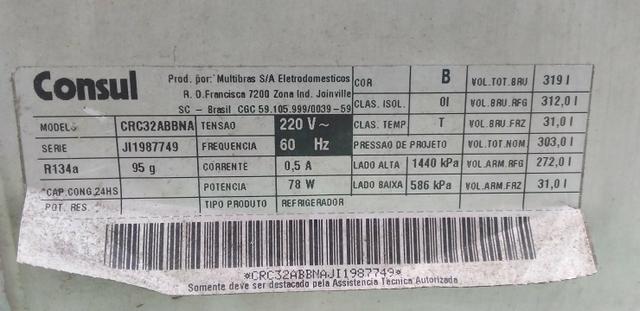 Consul
Prod. por: Multibras S/A Eletrodomesticos
R. D.Francisca 7200 Zona Ind. Joinville
SC - Brasil CGC 59.105.999/0039-59
COR B VOL.TOT.BRU 319 l
CLAS. ISOL. 01 VOL.BRU.RFG 312,0 l
MODELO CRC32ABBNA TENSAO 220 V~ CLAS. TEMP T VOL.BRU.FRZ 31,0 l
SERIE JI1987749 FREQUENCIA 60 Hz PRESSAO DE PROJETO VOL.TOT.NOM. 303,0 l
R134a 95 g CORRENTE 0,5 A LADO ALTA 1440 kPa VOL.ARM.RFG 272,0 l
*CAP.CONG.24HS POTENCIA 78 W LADO BAIXA 586 kPa VOL.ARM.FRZ 31,0 l
POT. RES. TIPO PRODUTO REFRIGERADOR
*CRC32ABBNAJI1987749*
Somente deve ser destacado pela Assistencia Tecnica Autorizada